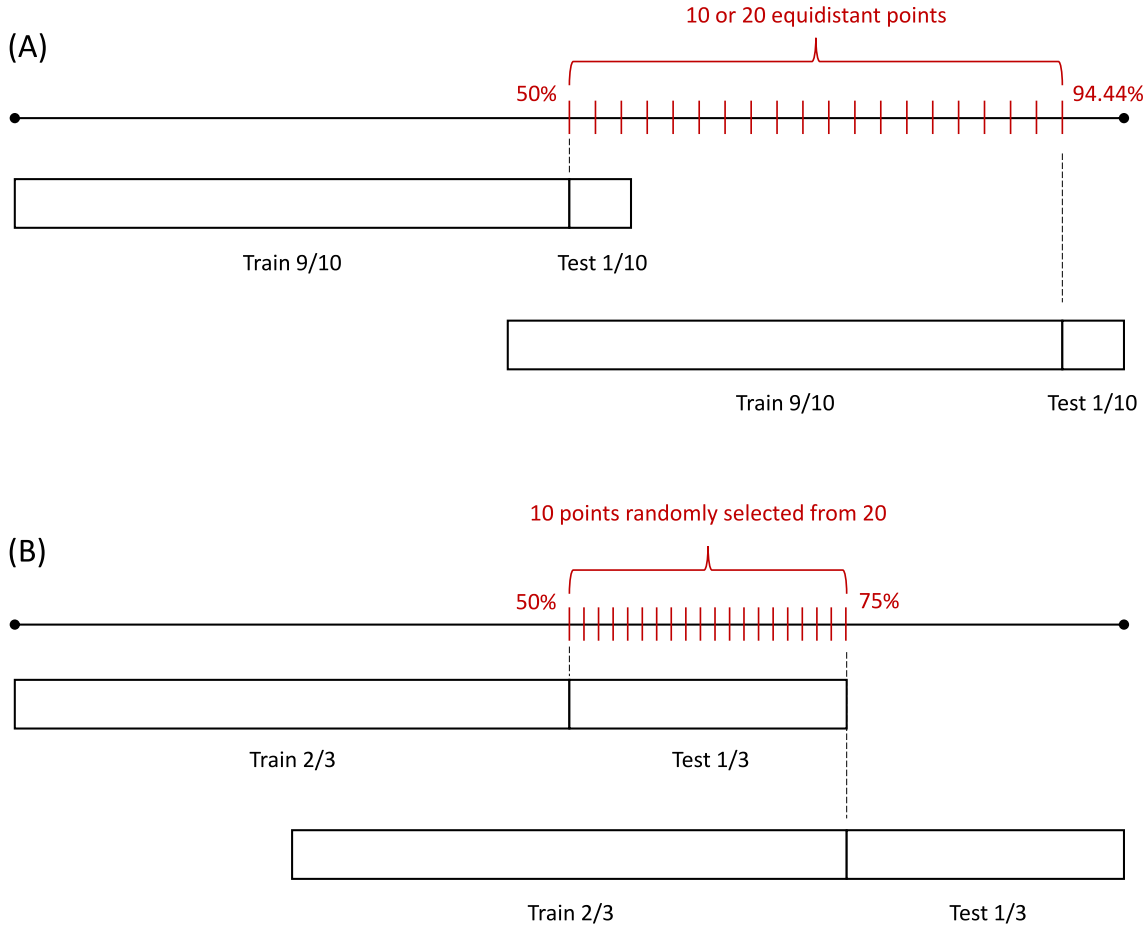 10 or 20 equidistant points
(A)
50%
94.44%
Train 9/10
Test 1/10
Train 9/10
Test 1/10
10 points randomly selected from 20
(B)
50%
75%
Train 2/3
Test 1/3
Train 2/3
Test 1/3